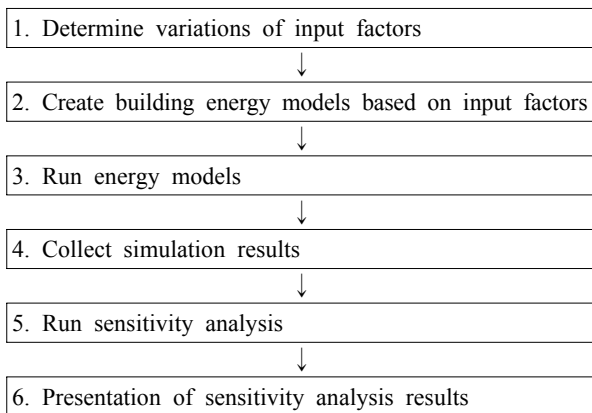 1. Determine variations of input factors
2. Create building energy models based on input factors
3. Run energy models
4. Collect simulation results
5. Run sensitivity analysis
6. Presentation of sensitivity analysis results